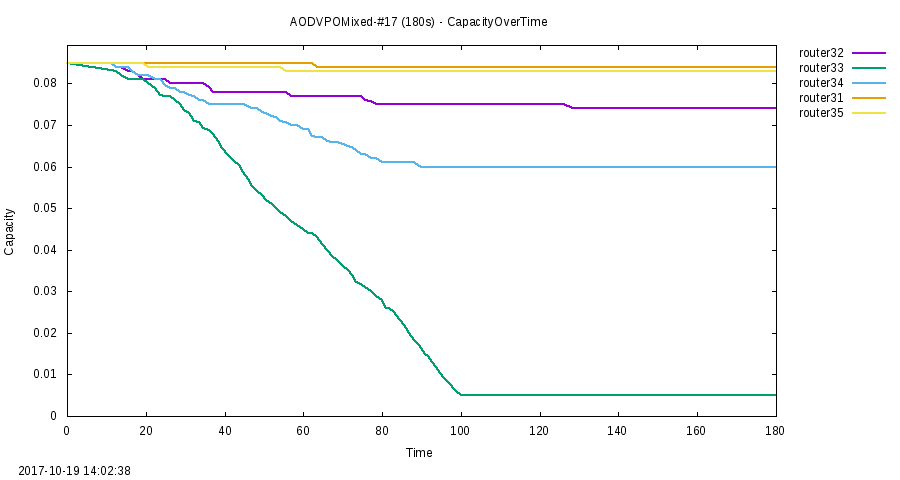 AODVPOMixed-#17 (180s) - CapacityOverTime
router32
router33
router34
router31
router35
0.08
0.07
0.06
0.05
0.04
0.03
0.02
0.01
0
Capacity
0 20 40 60 80 100 120 140 160 180
Time
2017-10-19 14:02:38